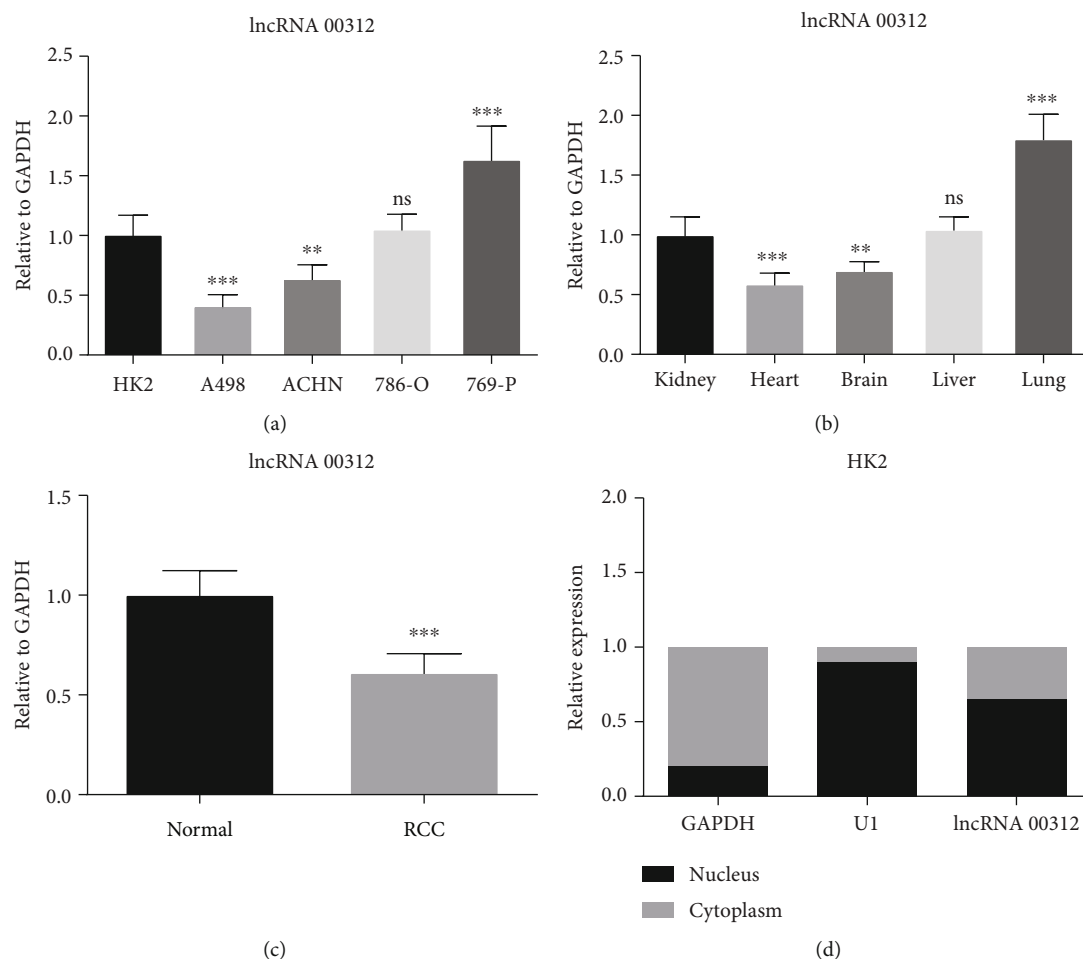 lncRNA 00312
Relative to GAPDH
2.5
2.0
1.5
1.0
0.5
0.0
***
**
ns
***
HK2 A498 ACHN 786-O 769-P
(a)
lncRNA 00312
Relative to GAPDH
2.5
2.0
1.5
1.0
0.5
0.0
***
**
ns
***
Kidney Heart Brain Liver Lung
(b)
lncRNA 00312
Relative to GAPDH
1.5
1.0
0.5
0.0
***
Normal RCC
(c)
HK2
Relative expression
2.0
1.5
1.0
0.5
0.0
GAPDH U1 lncRNA 00312
Nucleus
Cytoplasm
(d)